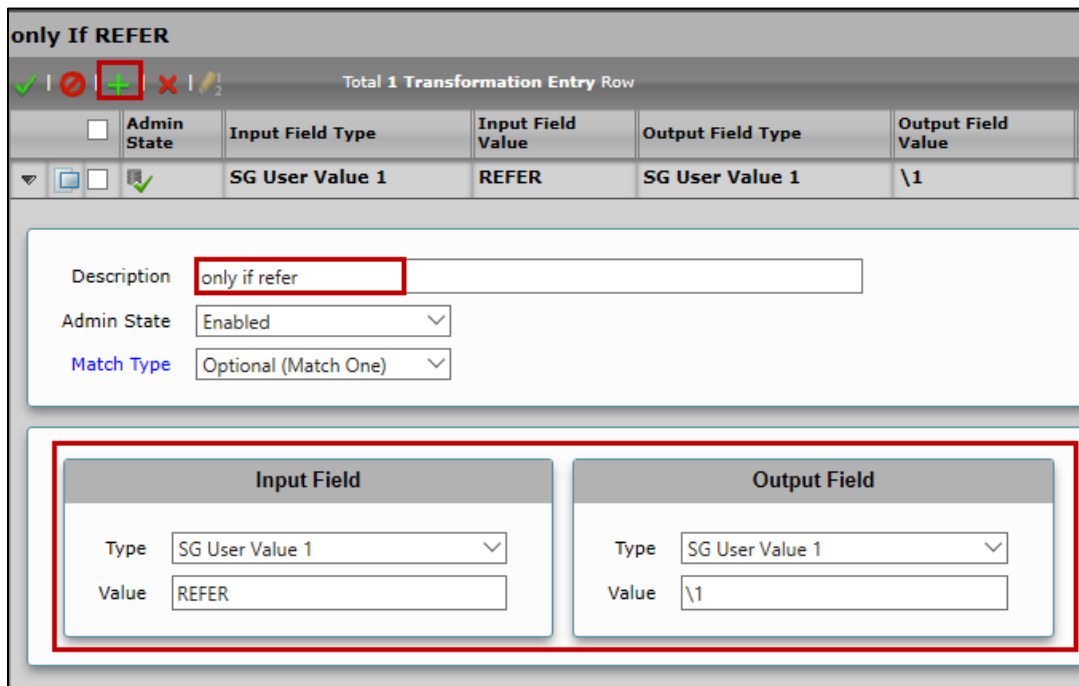 only If REFER
Total 1 Transformation Entry Row
Admin State Input Field Type Input Field Value Output Field Type Output Field Value
SG User Value 1 REFER SG User Value 1 \1
Description only if refer
Admin State Enabled
Match Type Optional (Match One)
Input Field Output Field
Type SG User Value 1 Type SG User Value 1
Value REFER Value \1